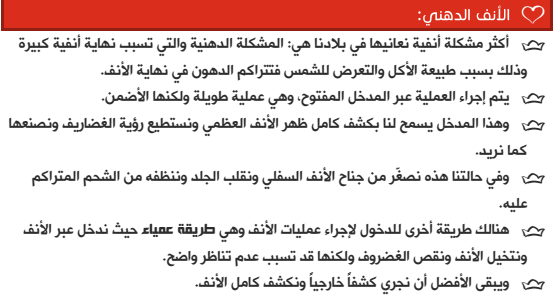 الأنف الدهني:
أكثر مشكلة أنفية نعانيها في بلادنا هي: المشكلة الدهنية والتي تسبب نهاية أنفية كبيرة
وذلك بسبب طبيعة الأكل والتعرض للشمس فتتراكم الدهون في نهاية الأنف.
يتم إجراء العملية عبر المدخل المفتوح، وهي عملية طويلة ولكنها الأضمن.
وهذا المدخل يسمح لنا بكشف كامل ظهر الأنف العظمي ونستطيع رؤية الغضاريف ونصنعها
كما نريد.
وفي حالتنا هذه نصغّر من جناح الأنف السفلي ونقلب الجلد وننظفه من الشحم المتراكم
عليه.
هنالك طريقة أخرى للدخول لإجراء عمليات الأنف وهي طريقة عمياء حيث ندخل عبر الأنف
ونتخيل الأنف ونقص الغضروف ولكنها قد تسبب عدم تناظر واضح.
ويبقى الأفضل أن نجري كشفاً خارجياً ونكشف كامل الأنف.